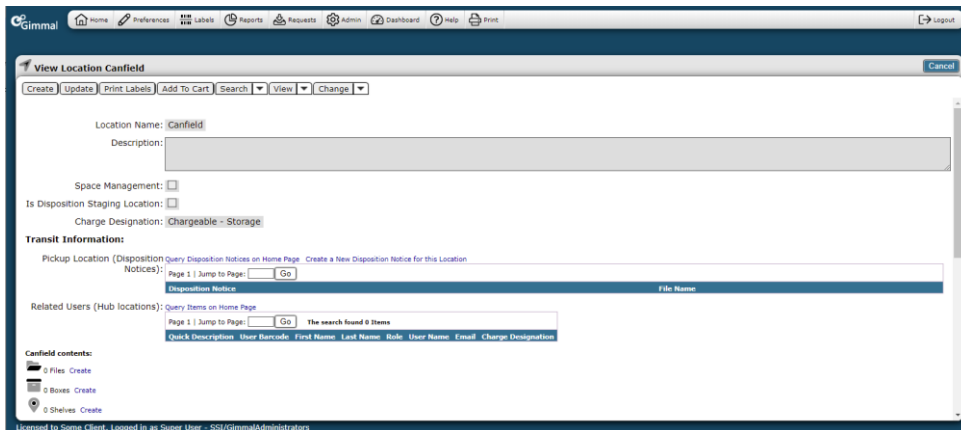 Gimmal Home Preferences Labels Reports Requests Admin Dashboard Help Print Logout
View Location Canfield Cancel
Create Update Print Labels Add To Cart Search View Change
Location Name: Canfield
Description:
Space Management:
Is Disposition Staging Location:
Charge Designation: Chargeable - Storage
Transit Information:
Pickup Location (Disposition Query Disposition Notices on Home Page Create a New Disposition Notice for this Location
Notices): Page 1 | Jump to Page: Go
Disposition Notice File Name
Related Users (Hub locations): Query Items on Home Page
Page 1 | Jump to Page: Go The search found 0 Items
Quick Description User Barcode First Name Last Name Role User Name Email Charge Designation
Canfield contents:
0 Files Create
0 Boxes Create
0 Shelves Create
Licensed to Some Client. Logged in as Super User - SSI/GimmalAdministrators